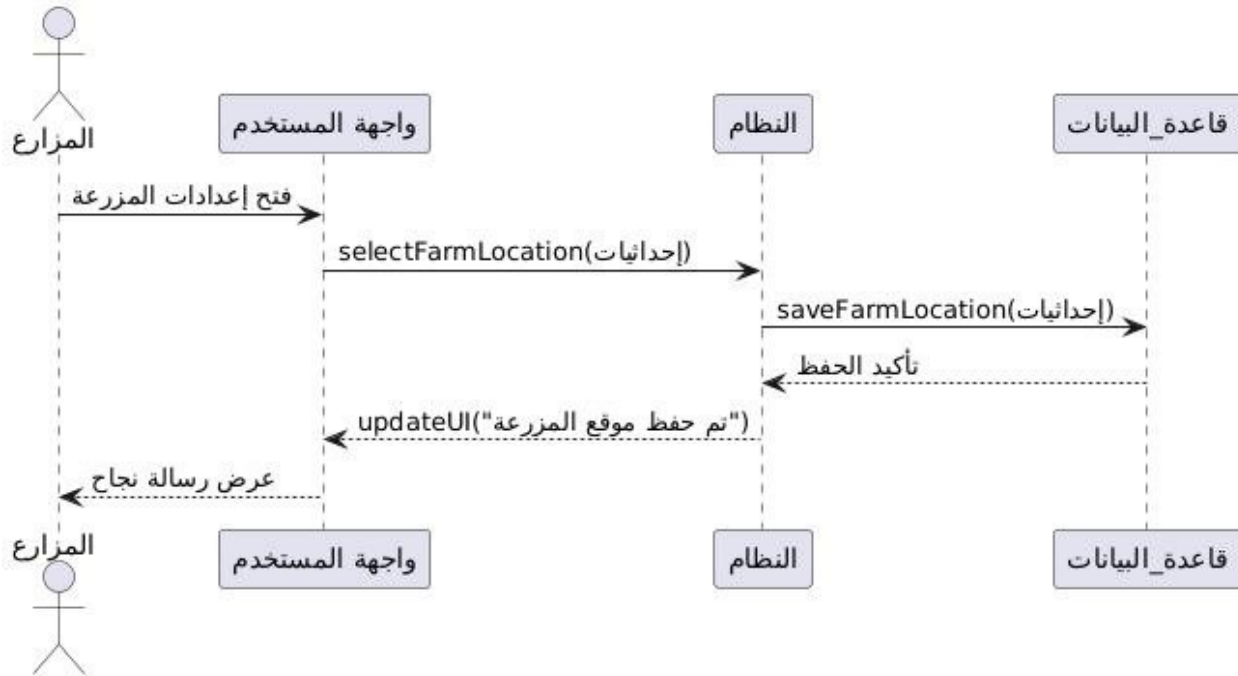 المزارع
واجهة المستخدم
النظام
قاعدة_البيانات
فتح إعدادات المزرعة
selectFarmLocation(إحداثيات)
saveFarmLocation(إحداثيات)
تأكيد الحفظ
updateUI("تم حفظ موقع المزرعة")
عرض رسالة نجاح
المزارع
واجهة المستخدم
النظام
قاعدة_البيانات